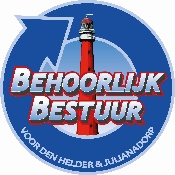 BEHOORLIJK
BESTUUR
VOOR DEN HELDER & JULIANADORP